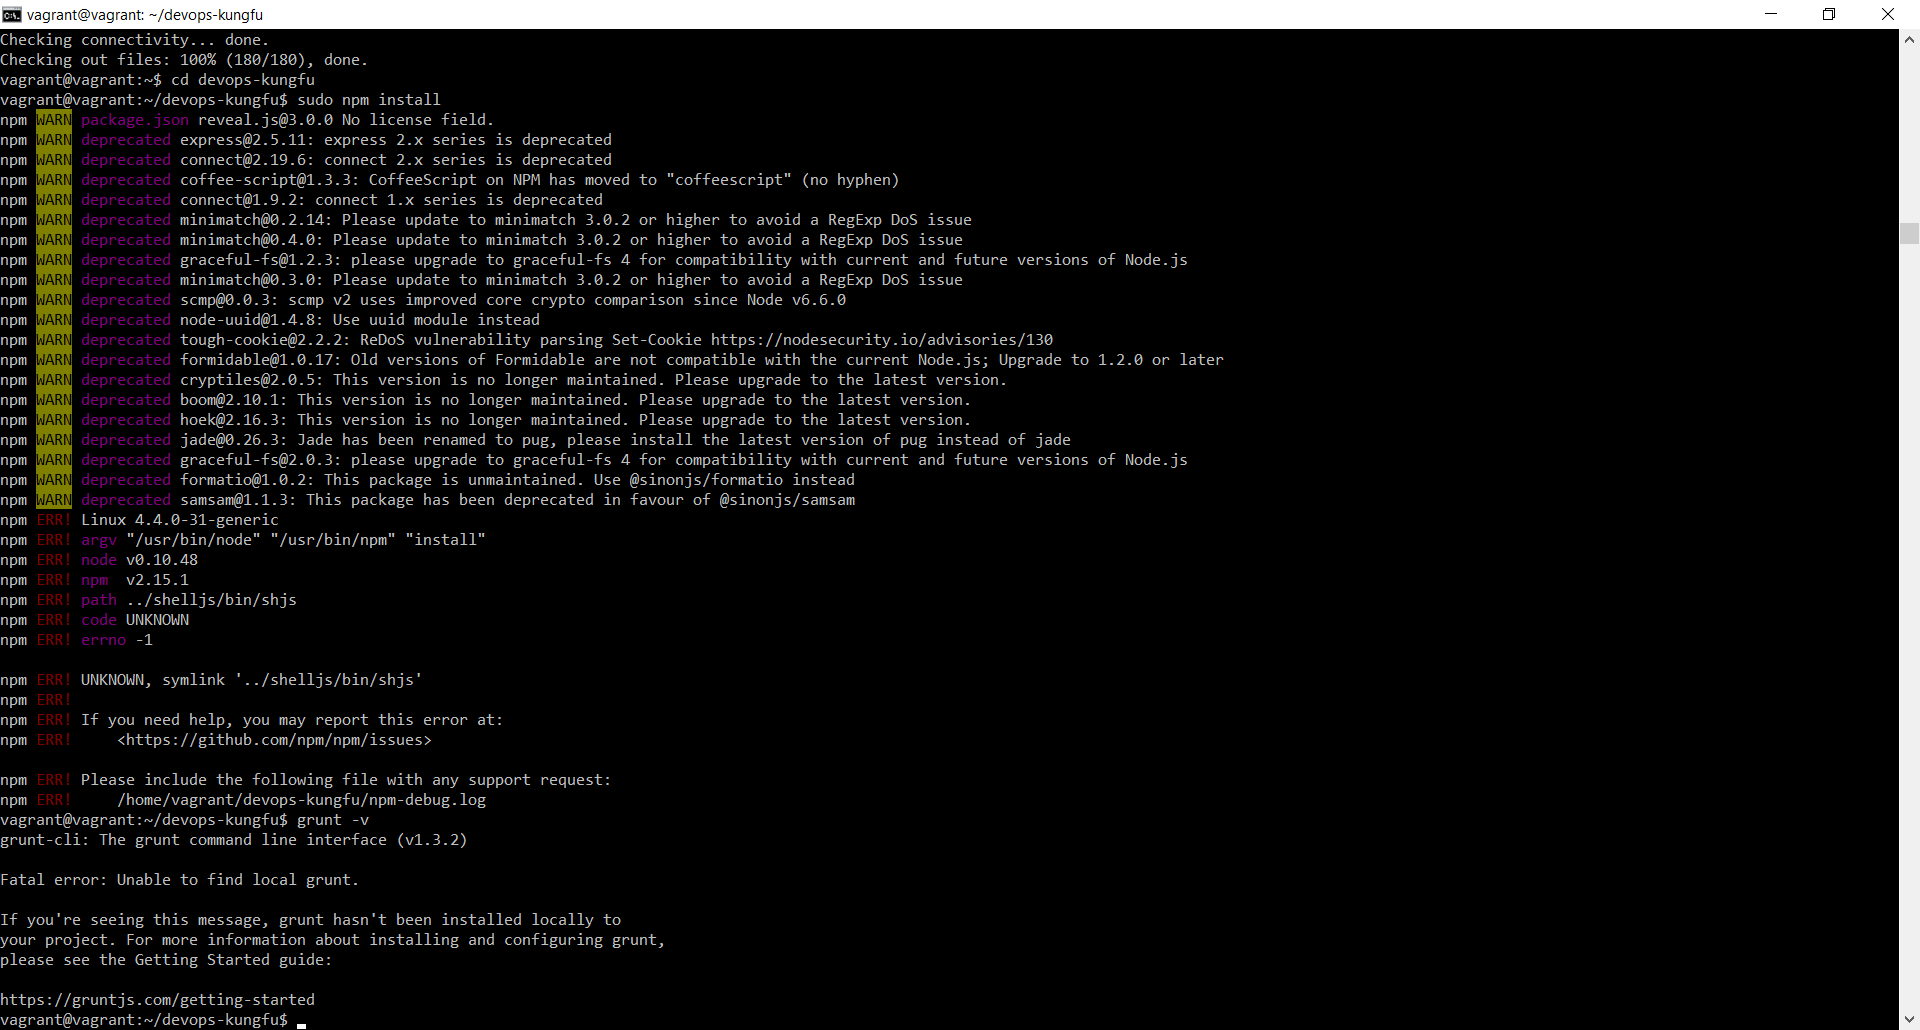 vagrant@vagrant: ~/devops-kungfu
Checking connectivity... done.
Checking out files: 100% (180/180), done.
vagrant@vagrant:~$ cd devops-kungfu
vagrant@vagrant:~/devops-kungfu$ sudo npm install
npm WARN package.json reveal.js@3.0.0 No license field.
npm WARN deprecated express@2.5.11: express 2.x series is deprecated
npm WARN deprecated connect@2.19.6: connect 2.x series is deprecated
npm WARN deprecated coffee-script@1.3.3: CoffeeScript on NPM has moved to "coffeescript" (no hyphen)
npm WARN deprecated connect@1.9.2: connect 1.x series is deprecated
npm WARN deprecated minimatch@0.2.14: Please update to minimatch 3.0.2 or higher to avoid a RegExp DoS issue
npm WARN deprecated minimatch@0.4.0: Please update to minimatch 3.0.2 or higher to avoid a RegExp DoS issue
npm WARN deprecated graceful-fs@1.2.3: please upgrade to graceful-fs 4 for compatibility with current and future versions of Node.js
npm WARN deprecated minimatch@0.3.0: Please update to minimatch 3.0.2 or higher to avoid a RegExp DoS issue
npm WARN deprecated scmp@0.0.3: scmp v2 uses improved core crypto comparison since Node v6.6.0
npm WARN deprecated node-uuid@1.4.8: Use uuid module instead
npm WARN deprecated tough-cookie@2.2.2: ReDoS vulnerability parsing Set-Cookie https://nodesecurity.io/advisories/130
npm WARN deprecated formidable@1.0.17: Old versions of Formidable are not compatible with the current Node.js; Upgrade to 1.2.0 or later
npm WARN deprecated cryptiles@2.0.5: This version is no longer maintained. Please upgrade to the latest version.
npm WARN deprecated boom@2.10.1: This version is no longer maintained. Please upgrade to the latest version.
npm WARN deprecated hoek@2.16.3: This version is no longer maintained. Please upgrade to the latest version.
npm WARN deprecated jade@0.26.3: Jade has been renamed to pug, please install the latest version of pug instead of jade
npm WARN deprecated graceful-fs@2.0.3: please upgrade to graceful-fs 4 for compatibility with current and future versions of Node.js
npm WARN deprecated formatio@1.0.2: This package is unmaintained. Use @sinonjs/formatio instead
npm WARN deprecated samsam@1.1.3: This package has been deprecated in favour of @sinonjs/samsam
npm ERR! Linux 4.4.0-31-generic
npm ERR! argv "/usr/bin/node" "/usr/bin/npm" "install"
npm ERR! node v0.10.48
npm ERR! npm  v2.15.1
npm ERR! path ../shelljs/bin/shjs
npm ERR! code UNKNOWN
npm ERR! errno -1
npm ERR! UNKNOWN, symlink '../shelljs/bin/shjs'
npm ERR!
npm ERR! If you need help, you may report this error at:
npm ERR!     <https://github.com/npm/npm/issues>
npm ERR! Please include the following file with any support request:
npm ERR!     /home/vagrant/devops-kungfu/npm-debug.log
vagrant@vagrant:~/devops-kungfu$ grunt -v
grunt-cli: The grunt command line interface (v1.3.2)
Fatal error: Unable to find local grunt.
If you're seeing this message, grunt hasn't been installed locally to
your project. For more information about installing and configuring grunt,
please see the Getting Started guide:
https://gruntjs.com/getting-started
vagrant@vagrant:~/devops-kungfu$